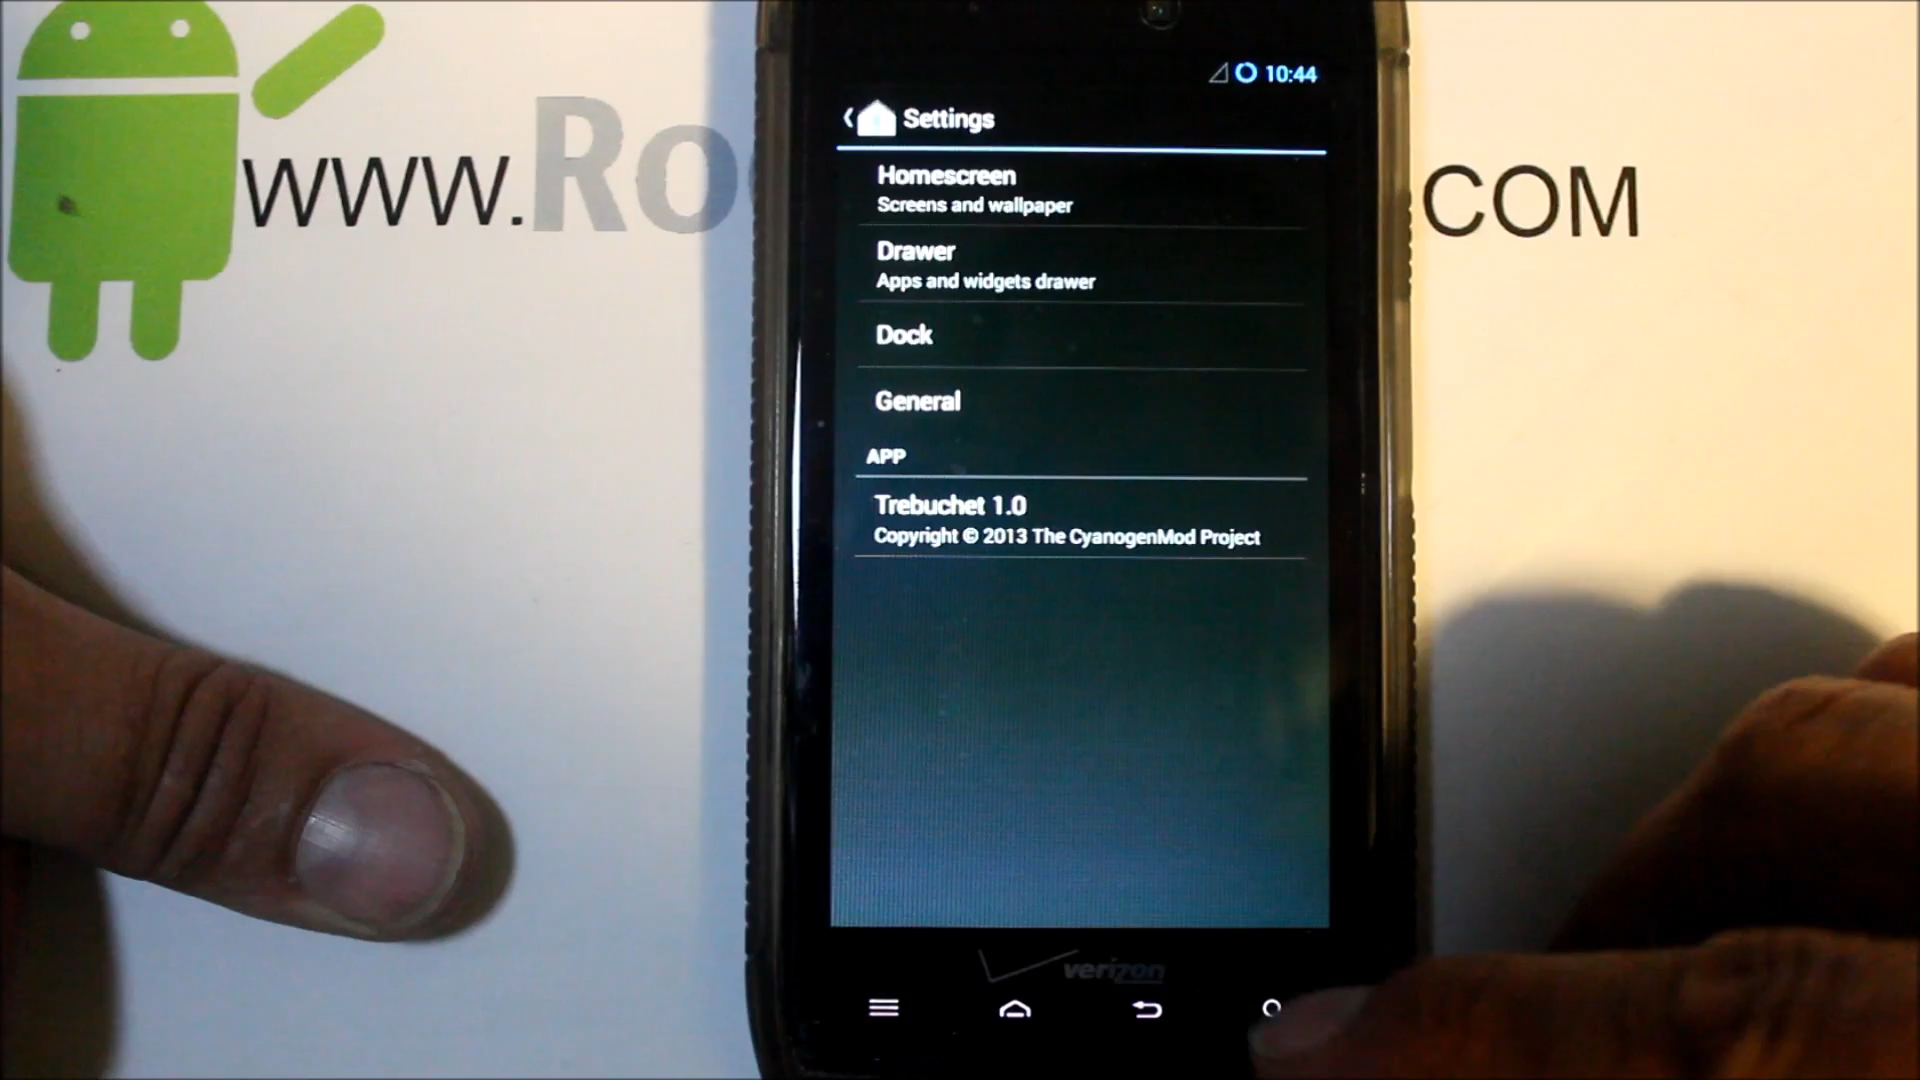 10:44
Settings
www.Ro
COM
Homescreen
Screens and wallpaper
Drawer
Apps and widgets drawer
Dock
General
APP
Trebuchet 1.0
Copyright © 2013 The CyanogenMod Project
verizon